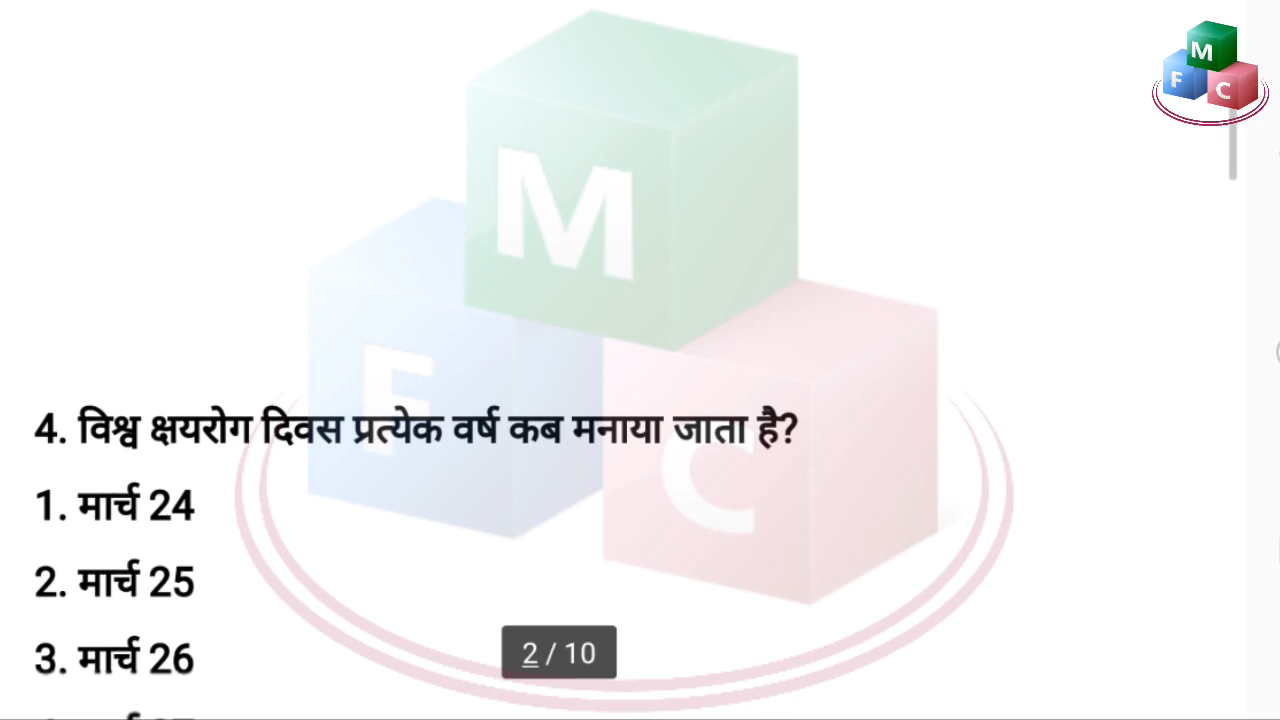 M
F C
M
F
4. विश्व क्षयरोग दिवस प्रत्येक वर्ष कब मनाया जाता है?
C
1. मार्च 24
2. मार्च 25
3. मार्च 26
2 / 10